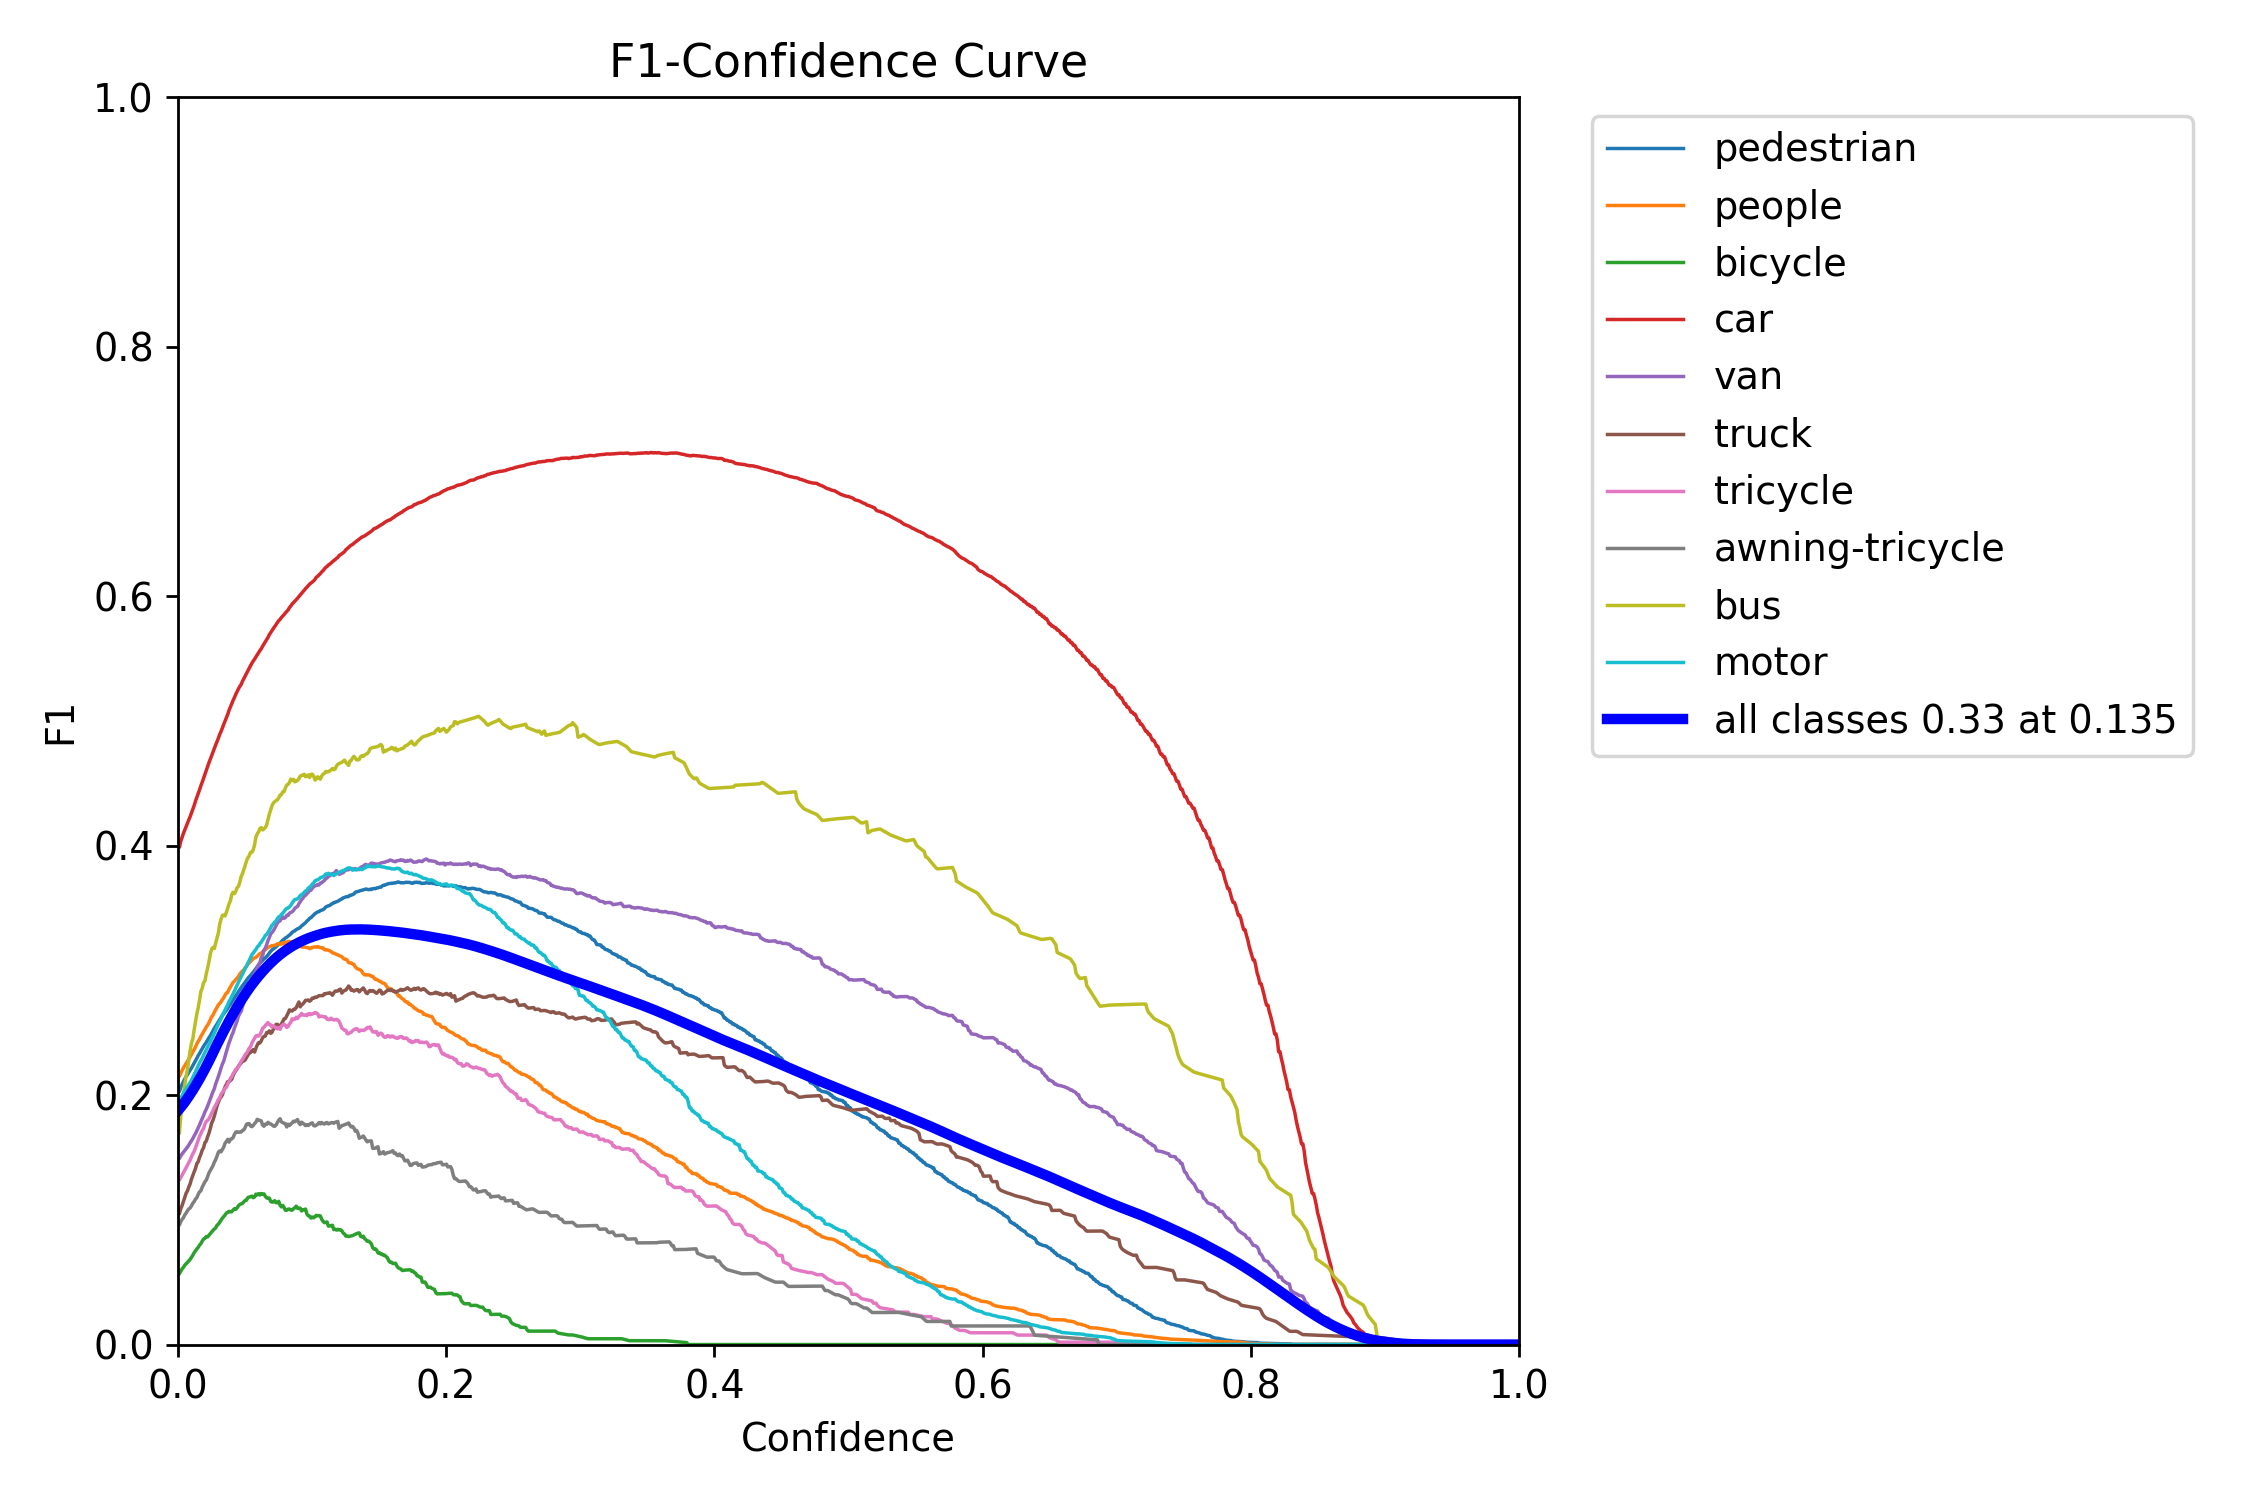 F1-Confidence Curve
1.0
0.8
0.6
0.4
0.2
0.0
F1
0.0 0.2 0.4 0.6 0.8 1.0
Confidence
pedestrian
people
bicycle
car
van
truck
tricycle
awning-tricycle
bus
motor
all classes 0.33 at 0.135